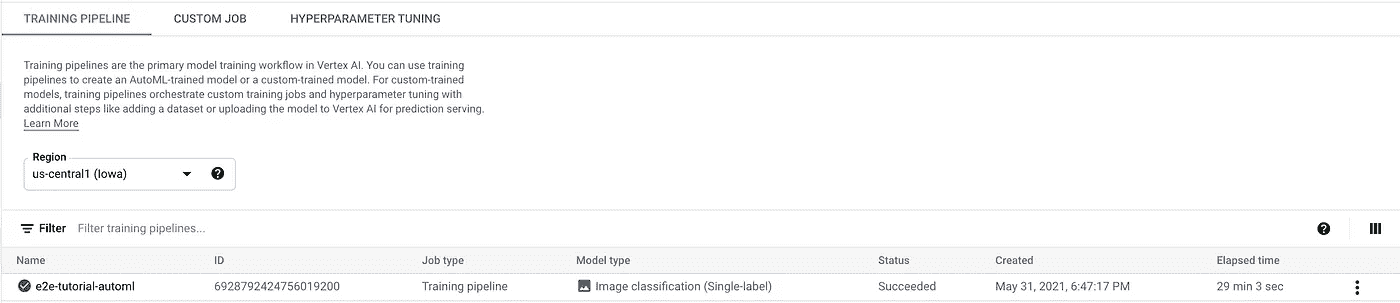 TRAINING PIPELINE CUSTOM JOB HYPERPARAMETER TUNING
Training pipelines are the primary model training workflow in Vertex AI. You can use training
pipelines to create an AutoML-trained model or a custom-trained model. For custom-trained
models, training pipelines orchestrate custom training jobs and hyperparameter tuning with
additional steps like adding a dataset or uploading the model to Vertex AI for prediction serving.
Learn More
Region
us-central1 (Iowa) ?
Filter Filter training pipelines... ?
Name ID Job type Model type Status Created Elapsed time
e2e-tutorial-automl 6928792424756019200 Training pipeline Image classification (Single-label) Succeeded May 31, 2021, 6:47:17 PM 29 min 3 sec